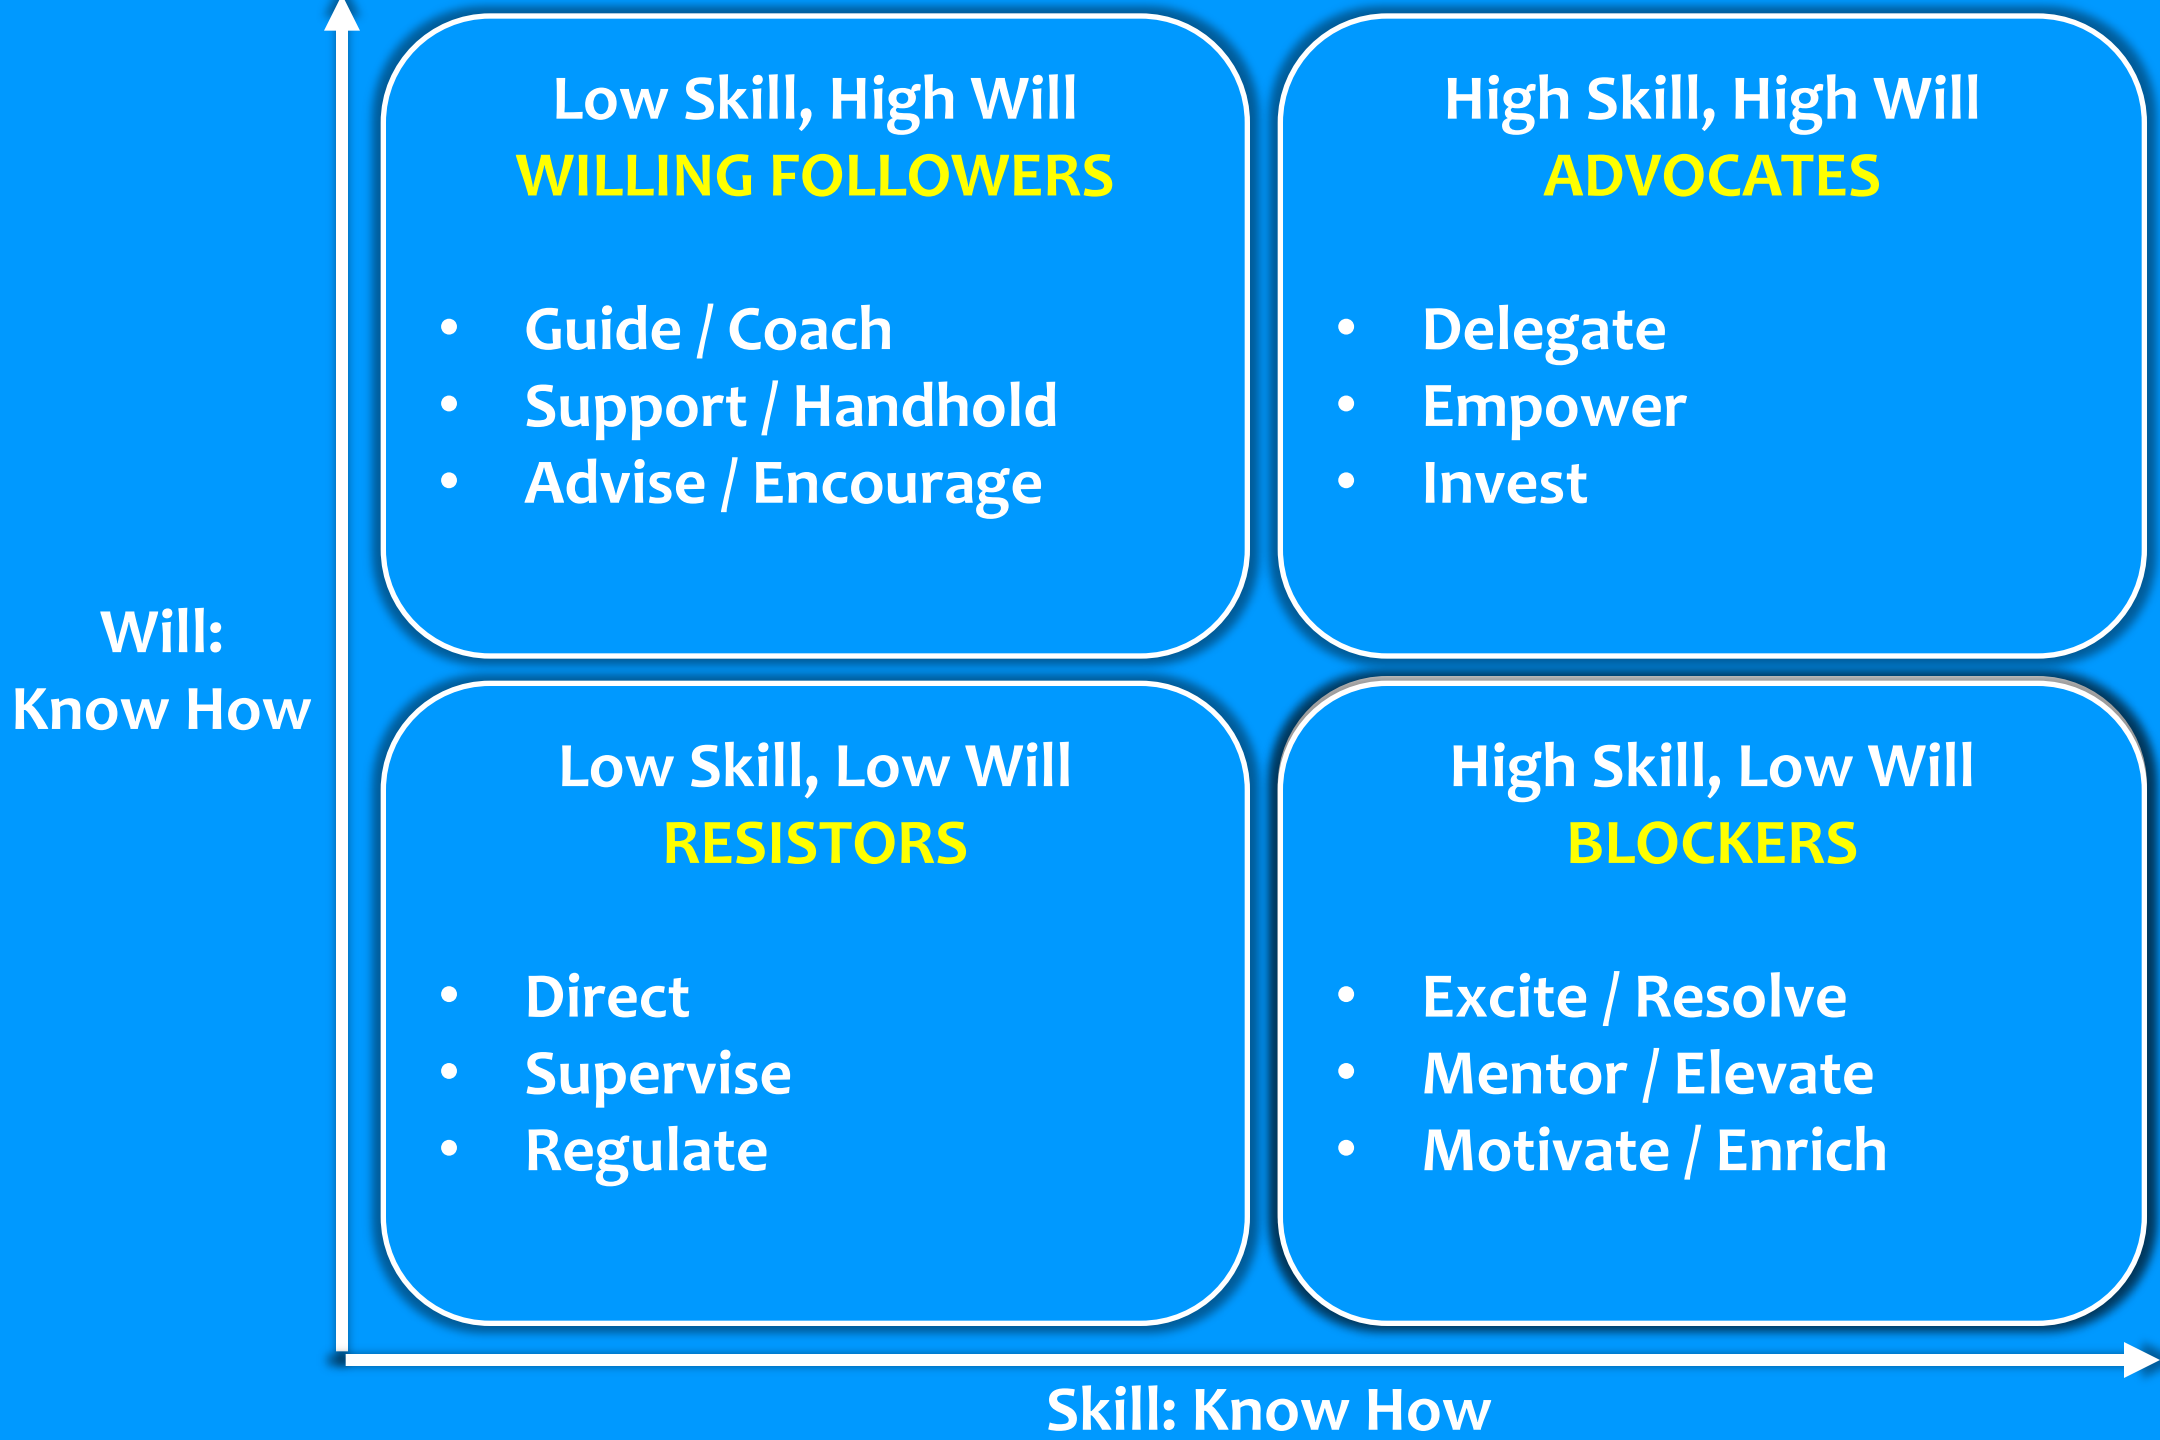 Low Skill, High Will
WILLING FOLLOWERS
• Guide / Coach
• Support / Handhold
• Advise / Encourage
High Skill, High Will
ADVOCATES
• Delegate
• Empower
• Invest
Will:
Know How
Low Skill, Low Will
RESISTORS
• Direct
• Supervise
• Regulate
High Skill, Low Will
BLOCKERS
• Excite / Resolve
• Mentor / Elevate
• Motivate / Enrich
Skill: Know How